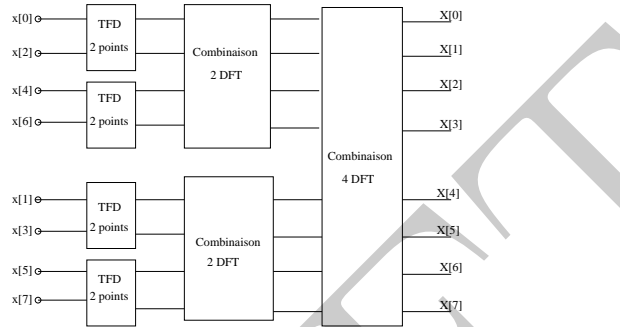 x[0]
x[2]
x[4]
x[6]
TFD
2 points
TFD
2 points
Combinaison
2 DFT
x[1]
x[3]
x[5]
x[7]
TFD
2 points
TFD
2 points
Combinaison
2 DFT
Combinaison
4 DFT
X[0]
X[1]
X[2]
X[3]
X[4]
X[5]
X[6]
X[7]